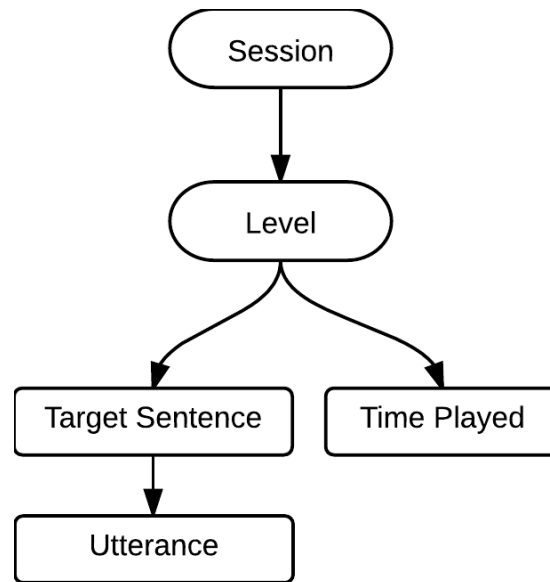 Session
Level
Target Sentence
Time Played
Utterance